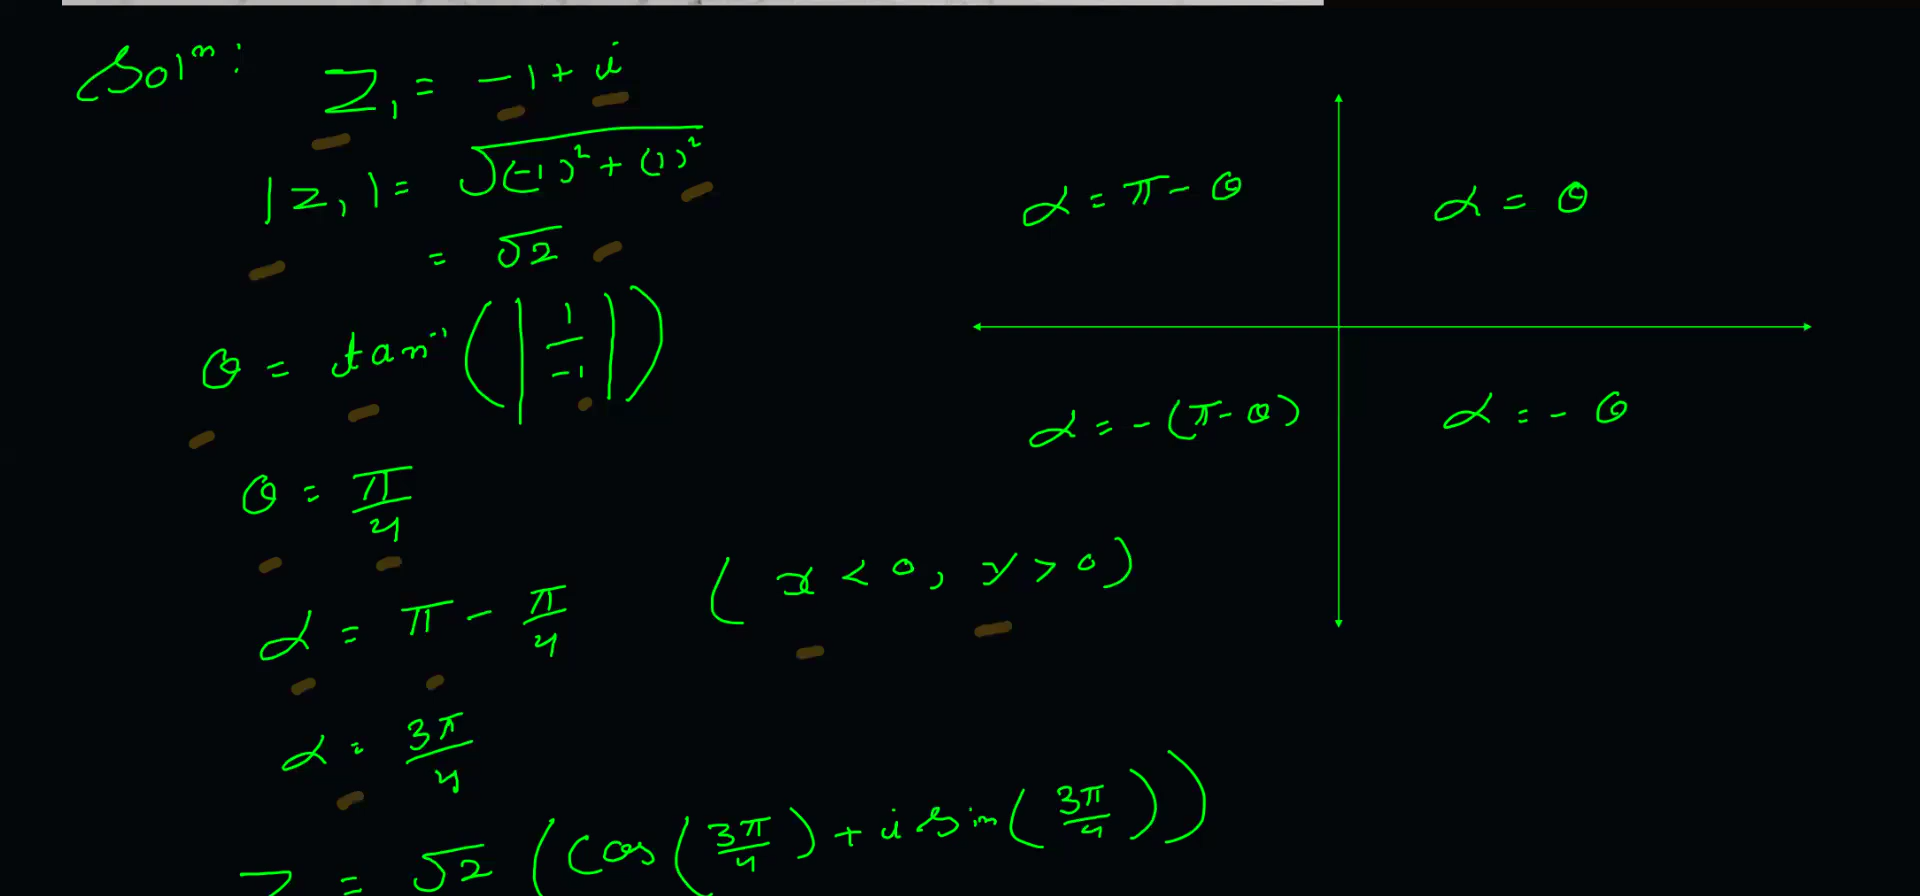 Solⁿ: Z₁ = -1 + i
|Z₁| = √((-1)² + (1)²)
= √2
θ = tan⁻¹(|1/-1|)
θ = π/4
α = π - π/4 (x < 0, y > 0)
α = 3π/4
Z = √2 (cos(3π/4) + i sin(3π/4))
α = π - θ
α = θ
α = -(π - θ)
α = - θ